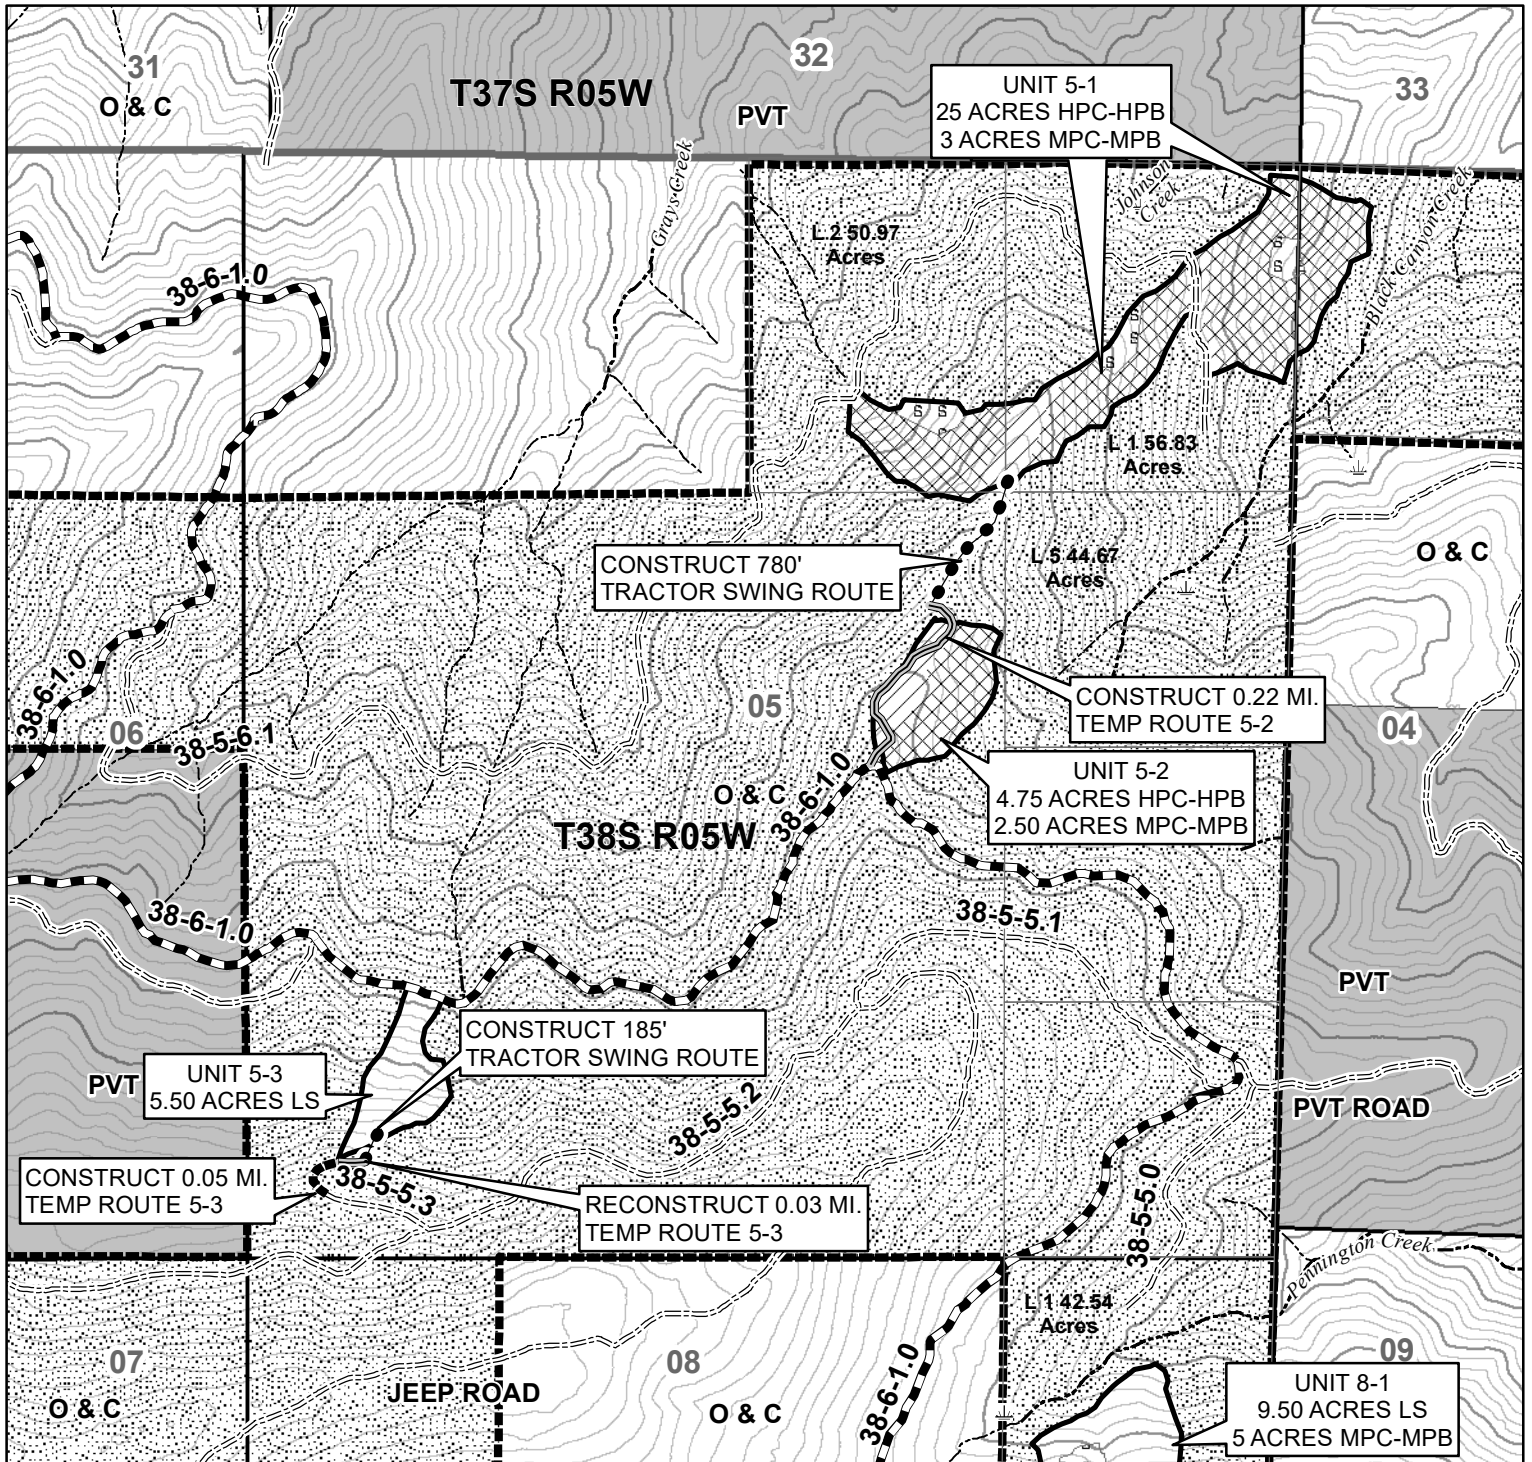 31
O & C
32
T37S R05W
PVT
UNIT 5-1
25 ACRES HPC-HPB
3 ACRES MPC-MPB
33
Grays Creek
Johnson
Creek
Black Canyon Creek
L 2 50.97
Acres
38-6-1.0
L 1 56.83
Acres
CONSTRUCT 780'
TRACTOR SWING ROUTE
L 5 44.67
Acres
O & C
38-6-1.0
06
38-5-6.1
05
CONSTRUCT 0.22 MI.
TEMP ROUTE 5-2
04
UNIT 5-2
4.75 ACRES HPC-HPB
2.50 ACRES MPC-MPB
O & C
38-6-1.0
T38S R05W
38-6-1.0
38-5-5.1
PVT
CONSTRUCT 185'
TRACTOR SWING ROUTE
PVT
UNIT 5-3
5.50 ACRES LS
38-5-5.2
PVT ROAD
CONSTRUCT 0.05 MI.
TEMP ROUTE 5-3
38-5-5.3
RECONSTRUCT 0.03 MI.
TEMP ROUTE 5-3
38-5-5.0
Pennington Creek
L 1 42.54
Acres
07
O & C
JEEP ROAD
08
O & C
38-6-1.0
09
UNIT 8-1
9.50 ACRES LS
5 ACRES MPC-MPB
S
S
S
S
S
S
S